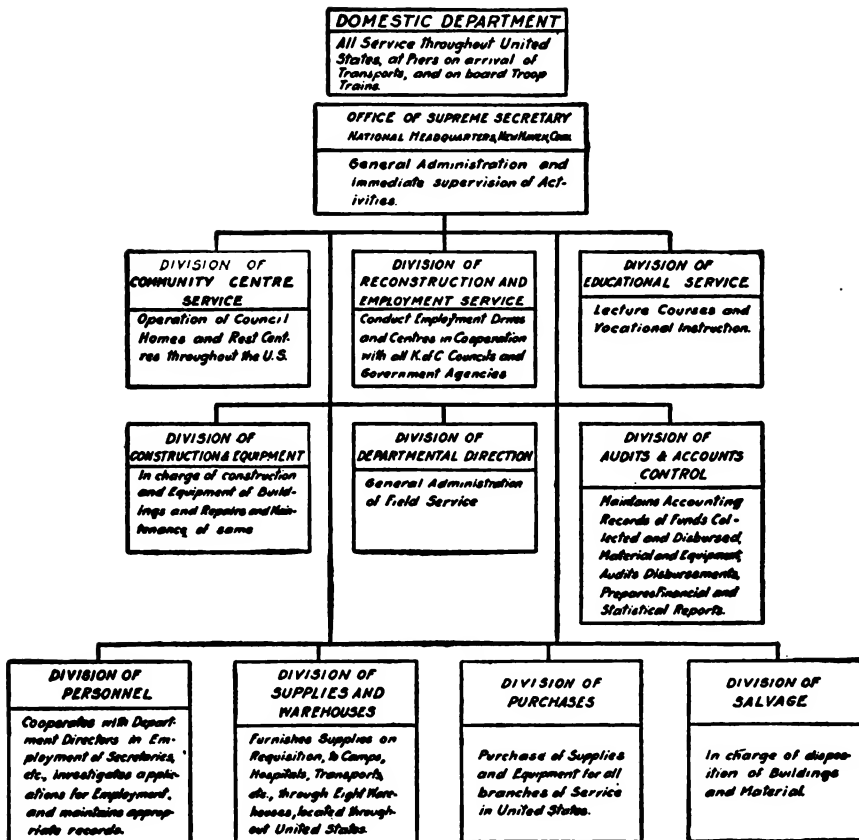 DOMESTIC DEPARTMENT
All Service throughout United
States, at Piers on arrival of
Transports, and on board Troop
Trains.
OFFICE OF SUPREME SECRETARY
NATIONAL HEADQUARTERS, NEW HAVEN, CONN.
General Administration and
immediate supervision of Act-
ivities.
DIVISION OF
COMMUNITY CENTRE
SERVICE
Operation of Council
Homes and Rest Cent-
res throughout the U.S.
DIVISION OF
RECONSTRUCTION AND
EMPLOYMENT SERVICE
Conduct Employment Drives
and Centres in Cooperation
with all K. of C. Councils and
Government Agencies
DIVISION OF
EDUCATIONAL SERVICE
Lecture Courses and
Vocational Instruction.
DIVISION OF
CONSTRUCTION & EQUIPMENT
In charge of construction
and Equipment of Build-
ings and Repairs and Main-
tenance of same
DIVISION OF
DEPARTMENTAL DIRECTION
General Administration
of Field Service
DIVISION OF
AUDITS & ACCOUNTS
CONTROL
Maintains Accounting
Records of Funds Col-
lected and Disbursed,
Material and Equipment,
Audits Disbursements,
Prepares Financial and
Statistical Reports.
DIVISION OF
PERSONNEL
Cooperates with Depart-
ment Directors in Em-
ployment of Secretaries,
etc., investigates applic-
ations for Employment,
and maintains approp-
riate records.
DIVISION OF
SUPPLIES AND
WAREHOUSES
Furnishes Supplies on
Requisition, to Camps,
Hospitals, Transports,
etc., through Eight Ware-
houses, located through-
out United States.
DIVISION OF
PURCHASES
Purchase of Supplies
and Equipment for all
branches of Service
in United States.
DIVISION OF
SALVAGE
In charge of dispos-
ition of Buildings
and Material.